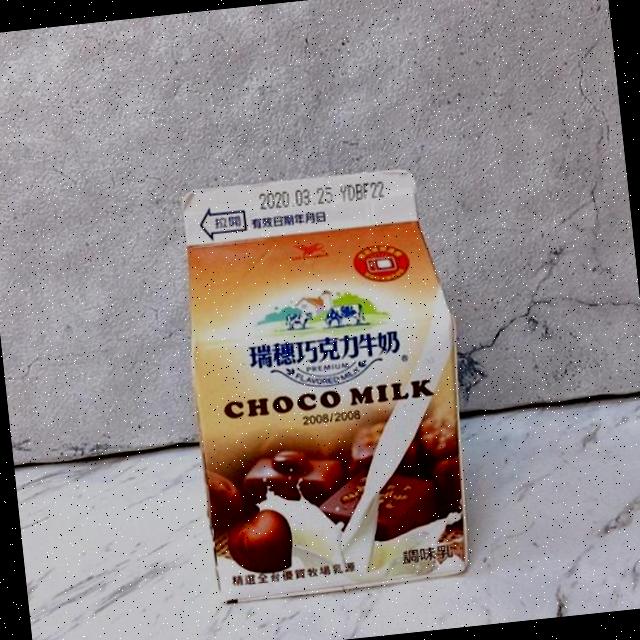 2020.03.25 YDBF22
拉開 有效日期年月日
瑞穗巧克力牛奶
PREMIUM
FLAVORED MILK
CHOCO MILK
2008/2008
調味乳
精選全台優質牧場乳源